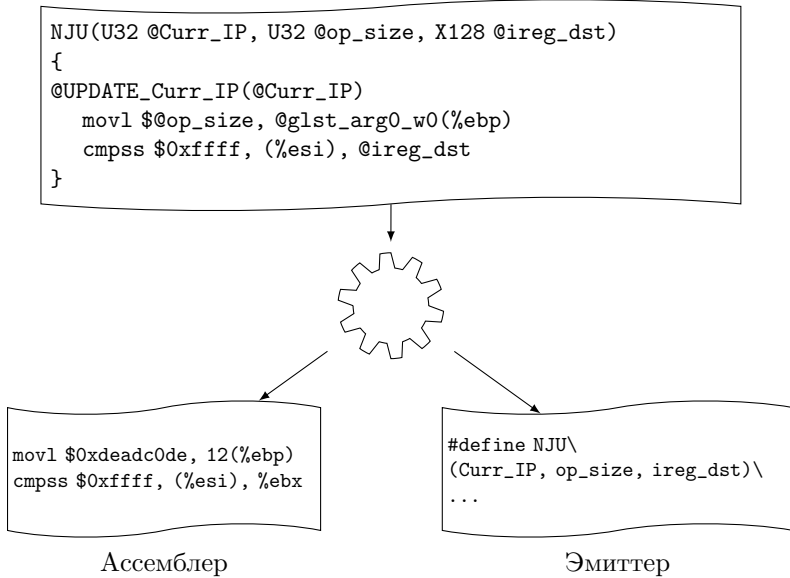 NJU(U32 @Curr_IP, U32 @op_size, X128 @ireg_dst)
{
@UPDATE_Curr_IP(@Curr_IP)
movl $@op_size, @glst_arg0_w0(%ebp)
cmpss $0xffff, (%esi), @ireg_dst
}
movl $0xdeadc0de, 12(%ebp)
cmpss $0xffff, (%esi), %ebx
Ассемблер
#define NJU\
(Curr_IP, op_size, ireg_dst)\
...
Эмиттер